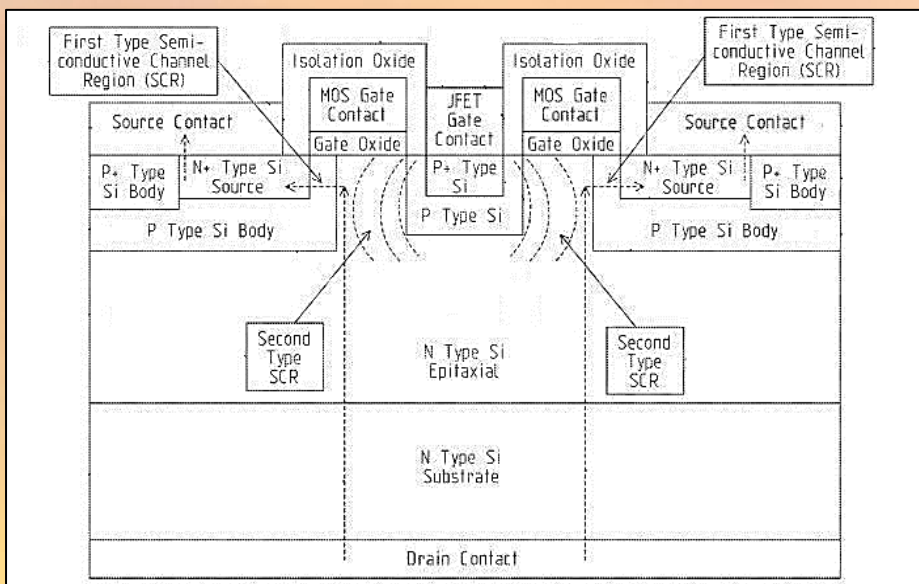 First Type Semi-
conductive Channel
Region (SCR)
First Type Semi-
conductive Channel
Region (SCR)
Isolation Oxide
Isolation Oxide
MOS Gate
Contact
JFET
Gate
Contact
MOS Gate
Contact
Source Contact
Source Contact
Gate Oxide
Gate Oxide
P+ Type
Si Body
N+ Type Si
Source
P+ Type
Si
N+ Type Si
Source
P+ Type
Si Body
P Type Si Body
P Type Si
P Type Si Body
Second
Type
SCR
N Type Si
Epitaxial
Second
Type
SCR
N Type Si
Substrate
Drain Contact